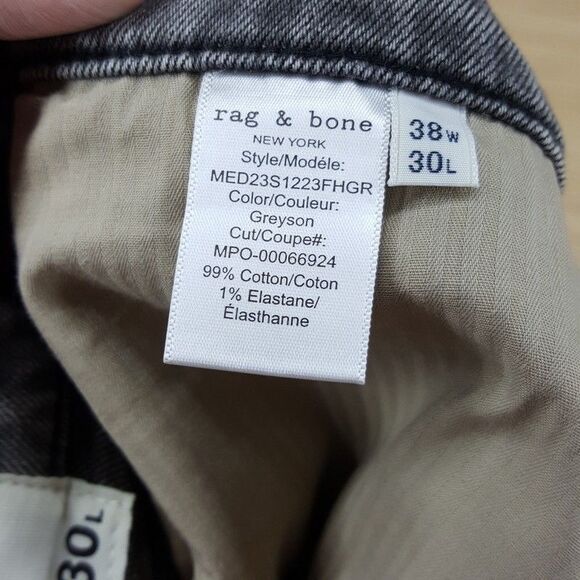 rag & bone
NEW YORK
Style/Modéle:
MED23S1223FHGR
Color/Couleur:
Greyson
Cut/Coupe#:
MPO-00066924
99% Cotton/Coton
1% Elastane/
Élasthanne
38W
30L
30L